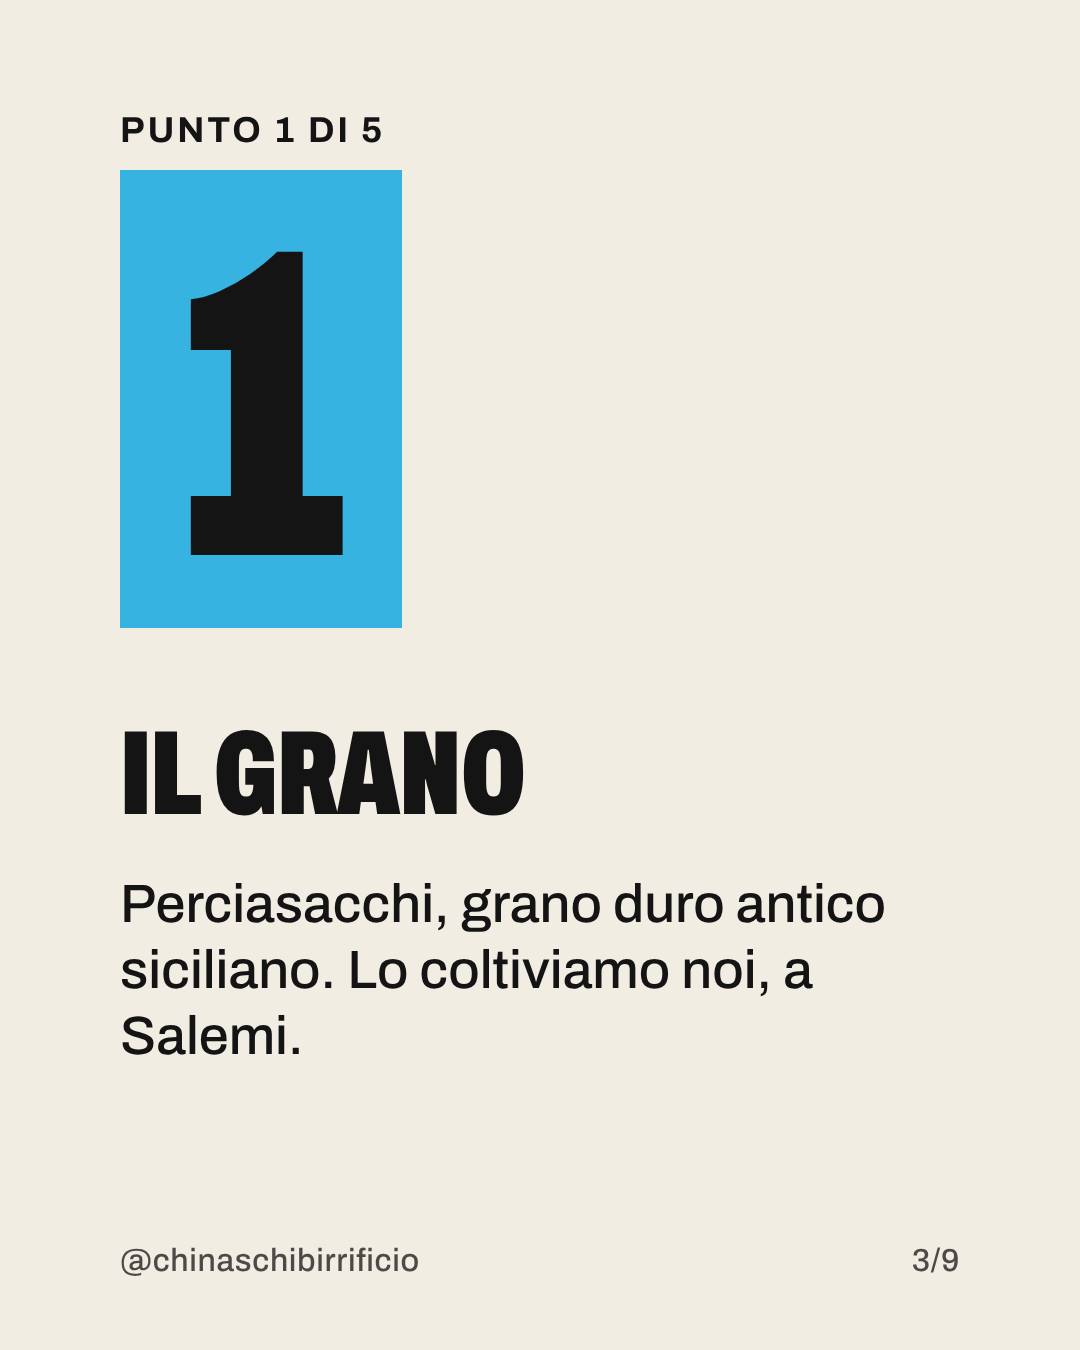 PUNTO 1 DI 5
1
IL GRANO
Perciasacchi, grano duro antico
siciliano. Lo coltiviamo noi, a
Salemi.
@chinaschibirrificio
3/9